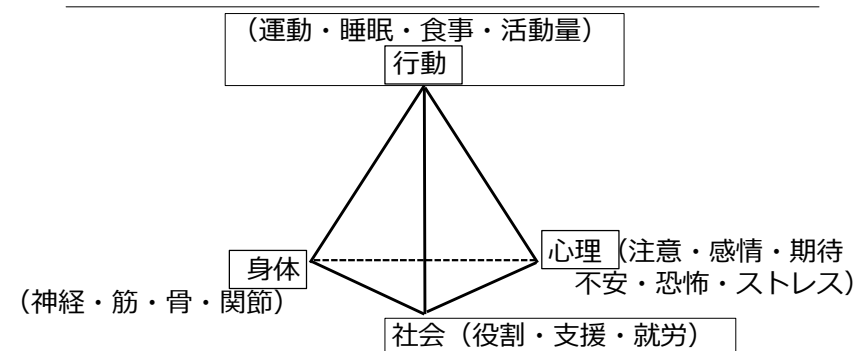 （運動・睡眠・食事・活動量）
行動
身体
（神経・筋・骨・関節）
心理（注意・感情・期待
不安・恐怖・ストレス）
社会（役割・支援・就労）